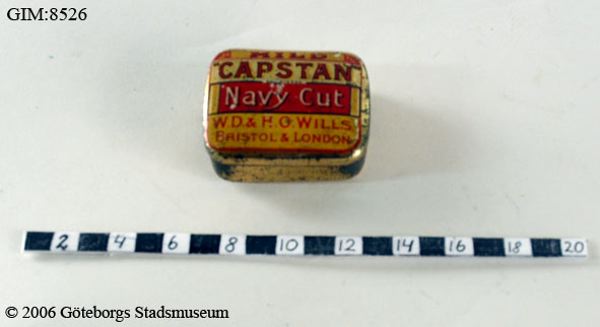 GIM:8526
MILD
CAPSTAN
Navy Cut
W.D. & H.O. WILLS
BRISTOL & LONDON
2 4 6 8 10 12 14 16 18 20
© 2006 Göteborgs Stadsmuseum